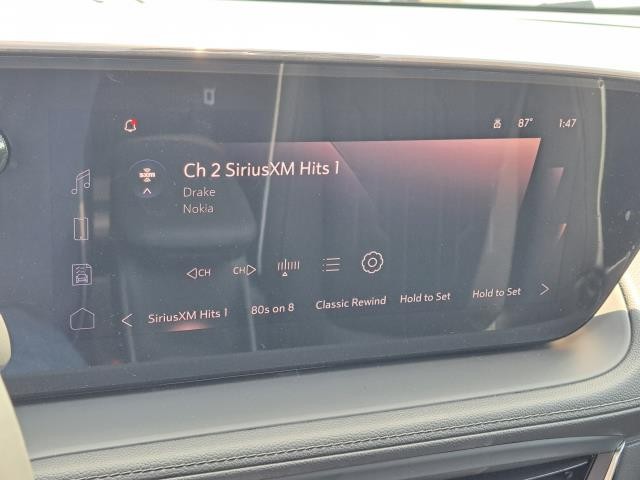 87° 1:47
sxm
Ch 2 SiriusXM Hits 1
Drake
Nokia
CH CH
SiriusXM Hits 1 80s on 8 Classic Rewind Hold to Set Hold to Set